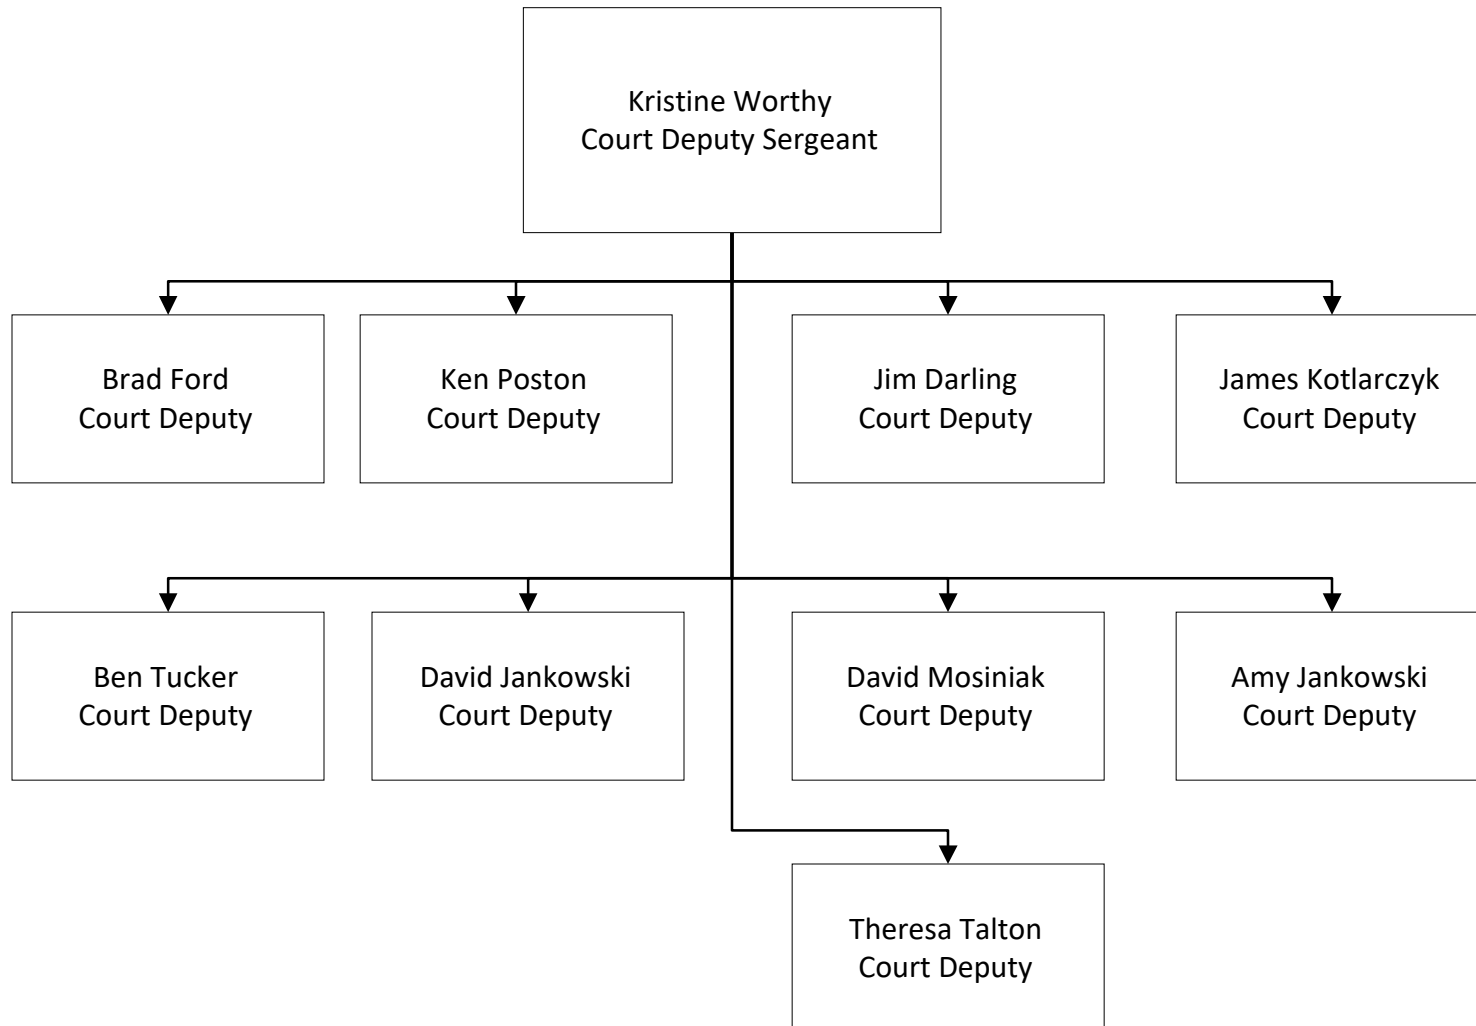 Kristine Worthy
Court Deputy Sergeant
Brad Ford
Court Deputy
Ken Poston
Court Deputy
Jim Darling
Court Deputy
James Kotlarczyk
Court Deputy
Ben Tucker
Court Deputy
David Jankowski
Court Deputy
David Mosiniak
Court Deputy
Amy Jankowski
Court Deputy
Theresa Talton
Court Deputy